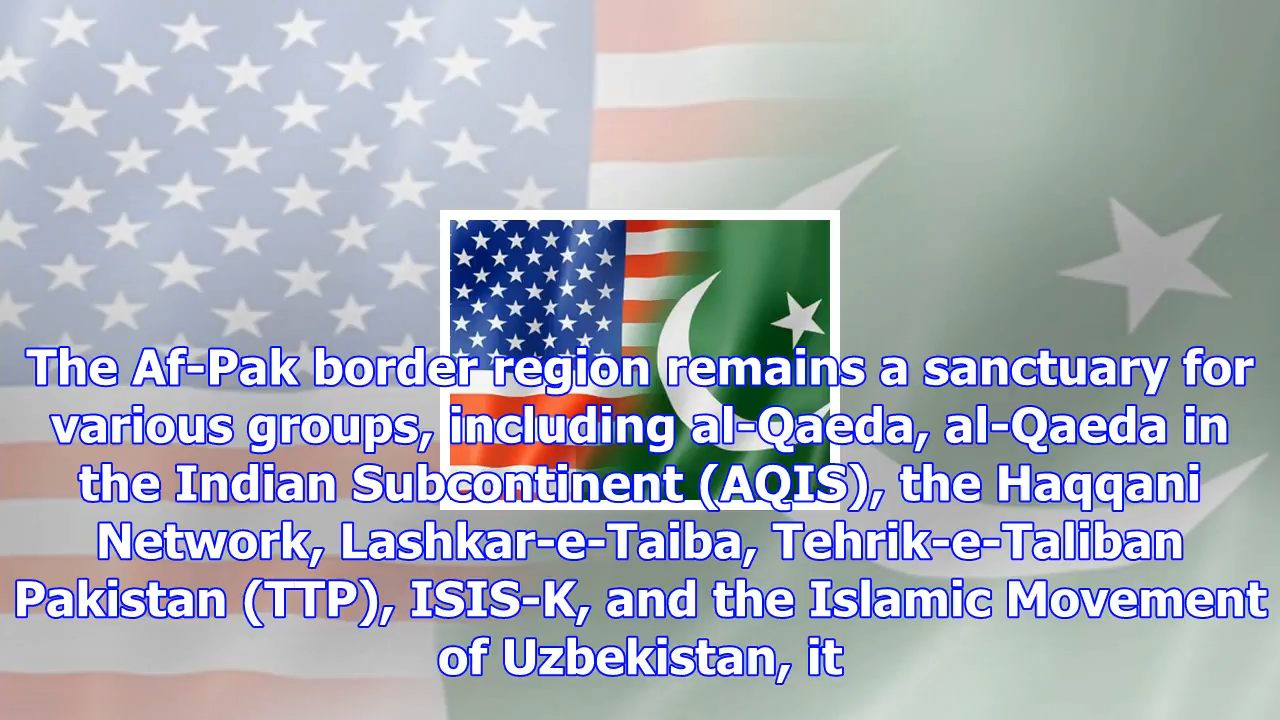 The Af-Pak border region remains a sanctuary for
various groups, including al-Qaeda, al-Qaeda in
the Indian Subcontinent (AQIS), the Haqqani
Network, Lashkar-e-Taiba, Tehrik-e-Taliban
Pakistan (TTP), ISIS-K, and the Islamic Movement
of Uzbekistan, it